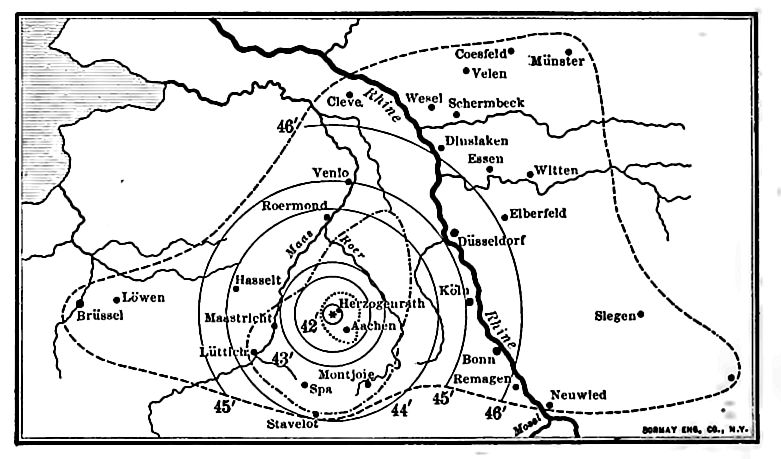 Coesfeld
Münster
Velen
Cleve
Rhine
Wesel
Schermbeck
46'
Dinslaken
Essen
Witten
Venlo
Roermond
Elberfeld
Maas
Roer
Düsseldorf
Hasselt
Köln
Löwen
Herzogenrath
Brüssel
Maastricht
42'
Aachen
Siegen
Rhine
Lüttich
43'
Bonn
Montjoie
Spa
Remagen
Neuwied
45'
44'
45'
46'
Stavelot
Mosel
BORMAY ENG. CO., N.Y.